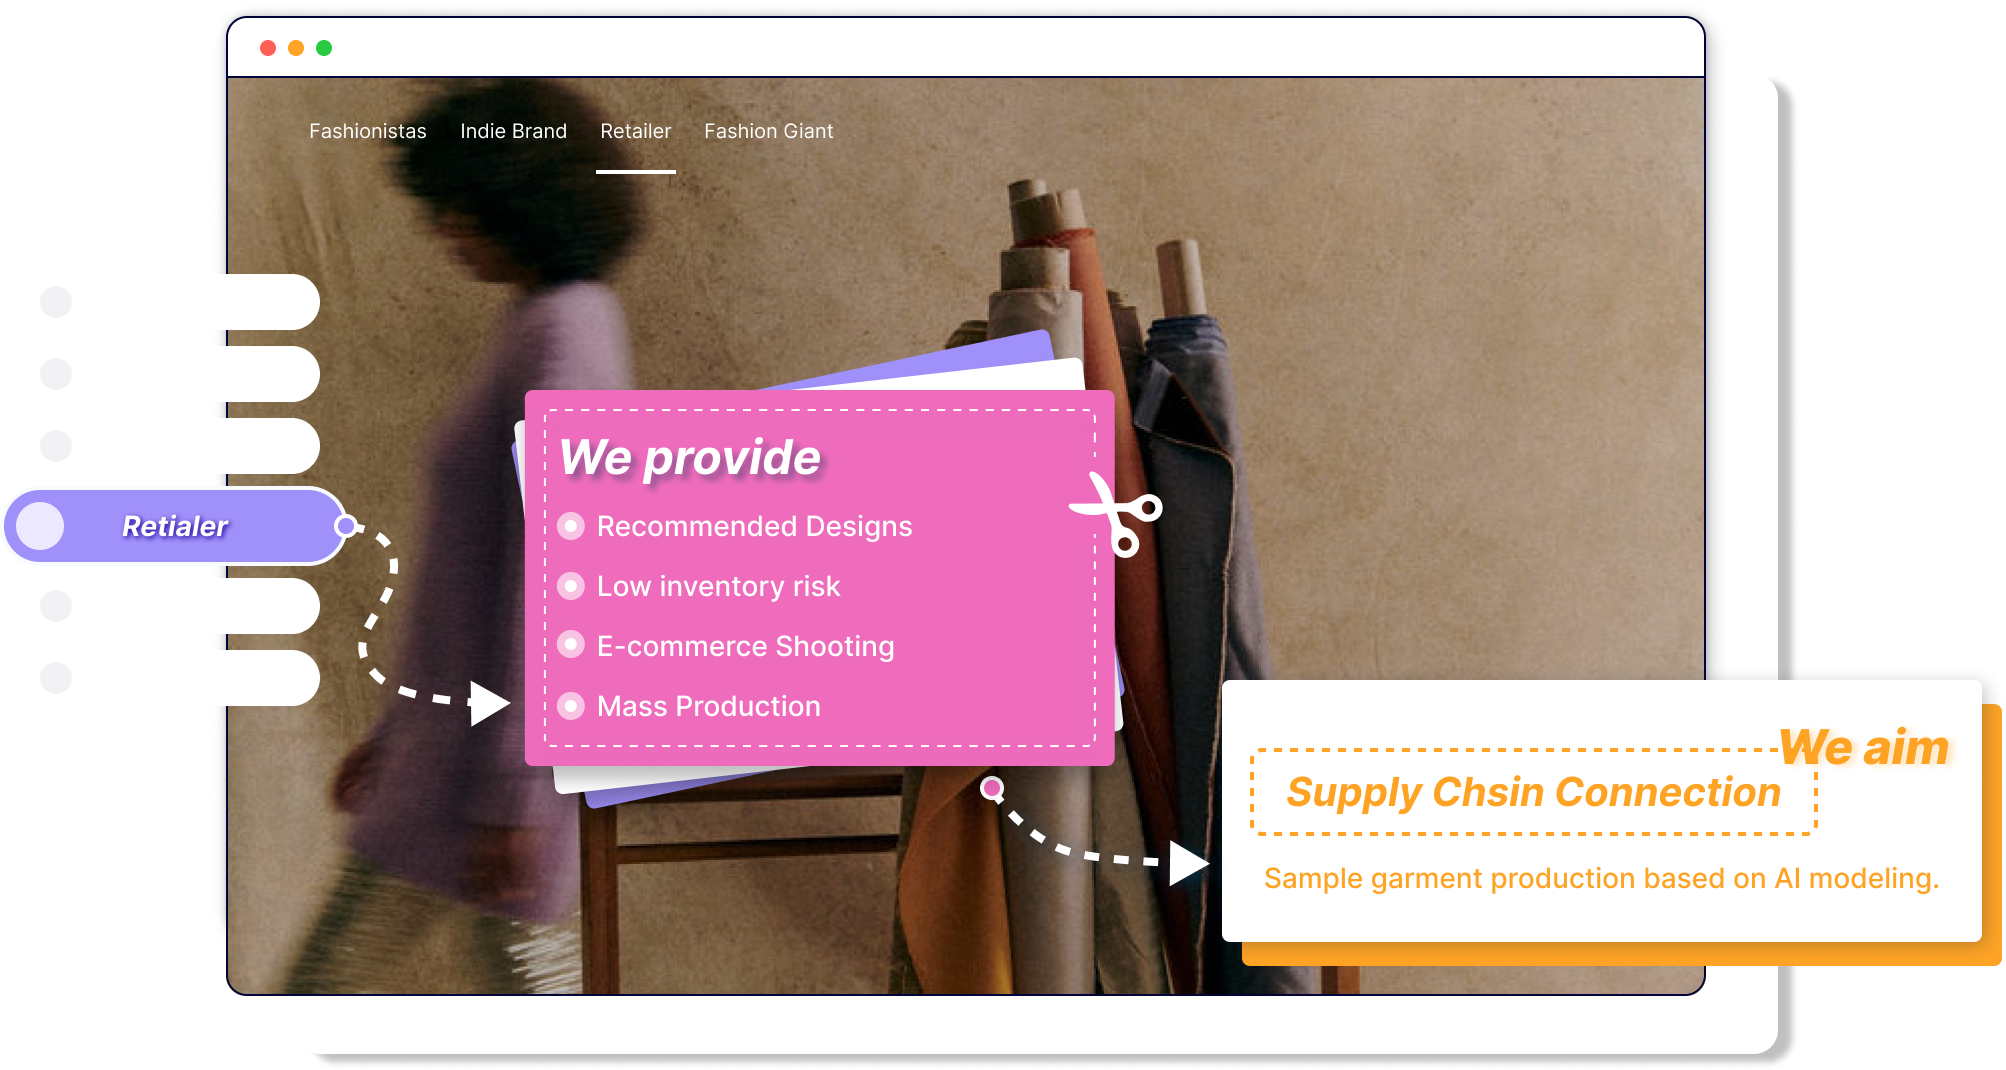 Fashionistas Indie Brand Retailer Fashion Giant
Retialer
We provide
Recommended Designs
Low inventory risk
E-commerce Shooting
Mass Production
We aim
Supply Chsin Connection
Sample garment production based on AI modeling.